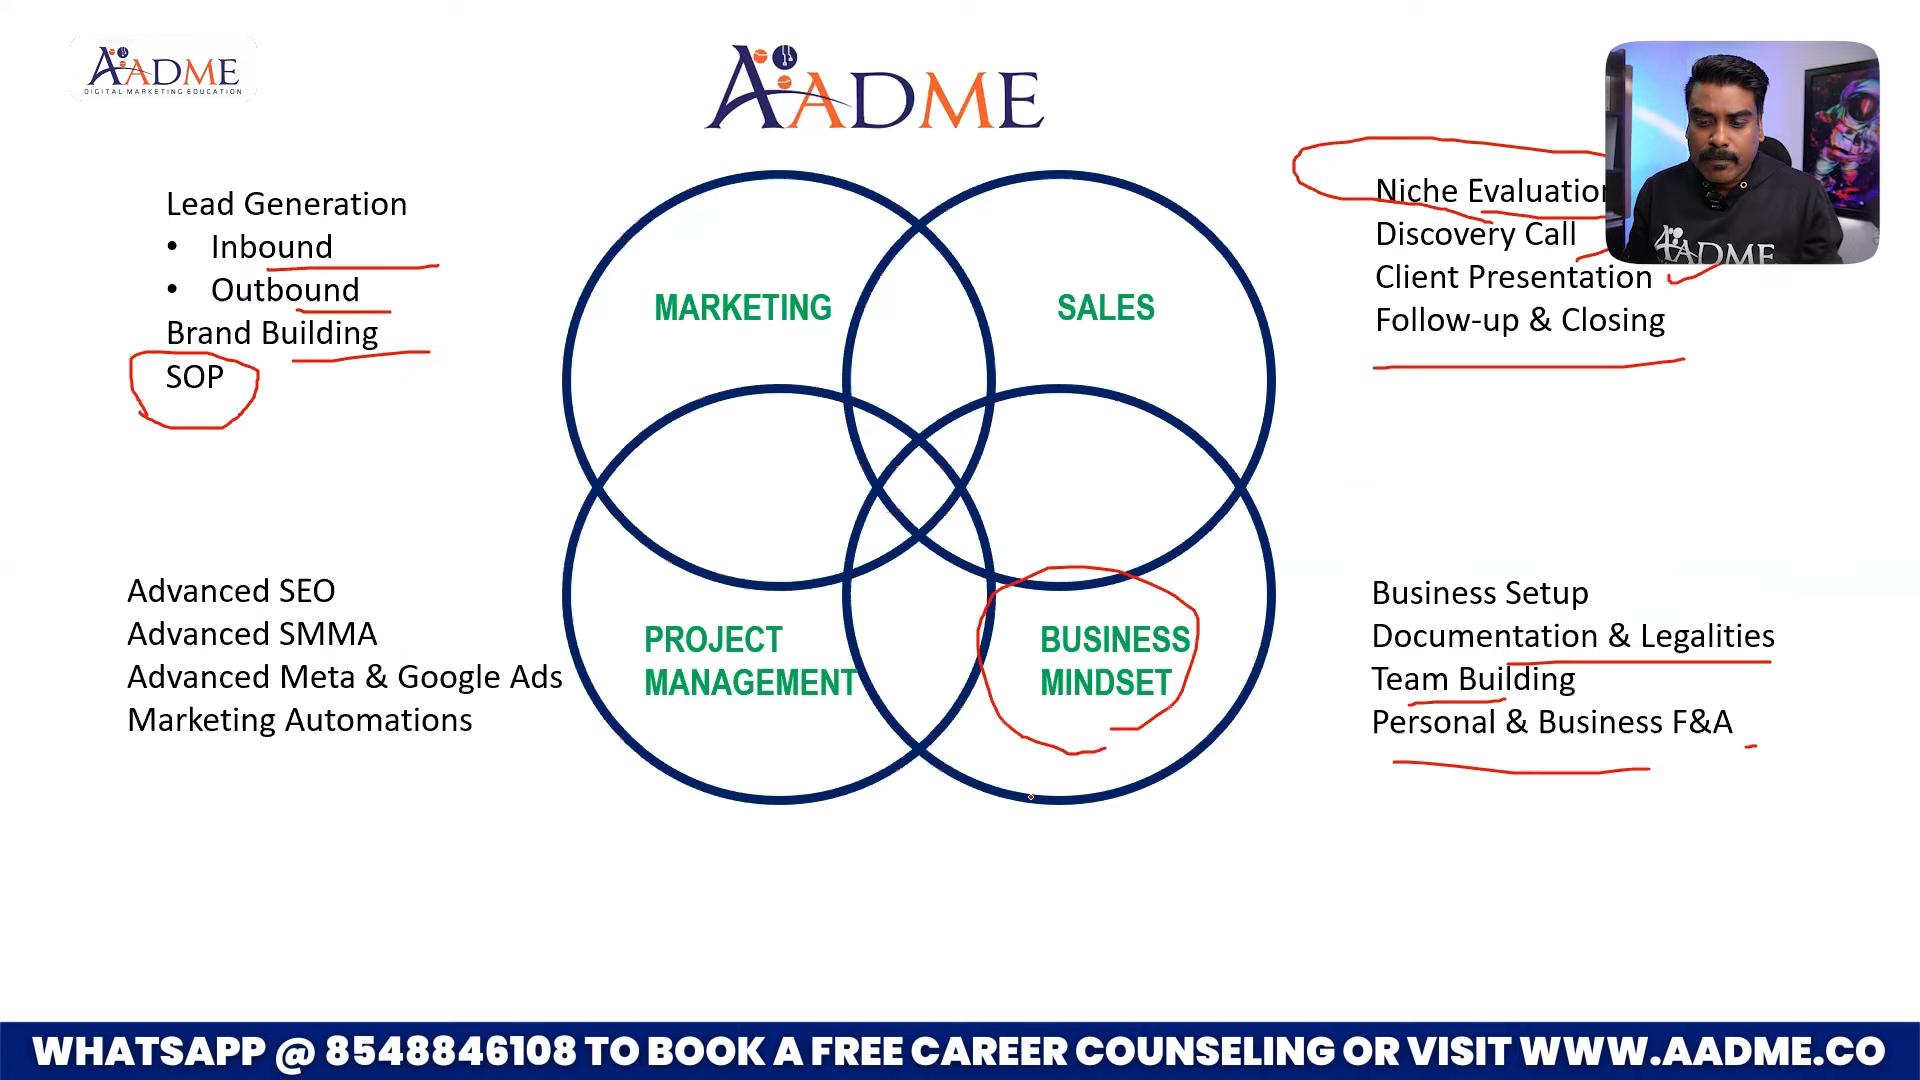 AADME
DIGITAL MARKETING EDUCATION
AADME
Lead Generation
• Inbound
• Outbound
Brand Building
SOP
MARKETING
SALES
Niche Evaluation
Discovery Call
Client Presentation
Follow-up & Closing
AADME
Advanced SEO
Advanced SMMA
Advanced Meta & Google Ads
Marketing Automations
PROJECT
MANAGEMENT
BUSINESS
MINDSET
Business Setup
Documentation & Legalities
Team Building
Personal & Business F&A
WHATSAPP @ 8548846108 TO BOOK A FREE CAREER COUNSELING OR VISIT WWW.AADME.CO